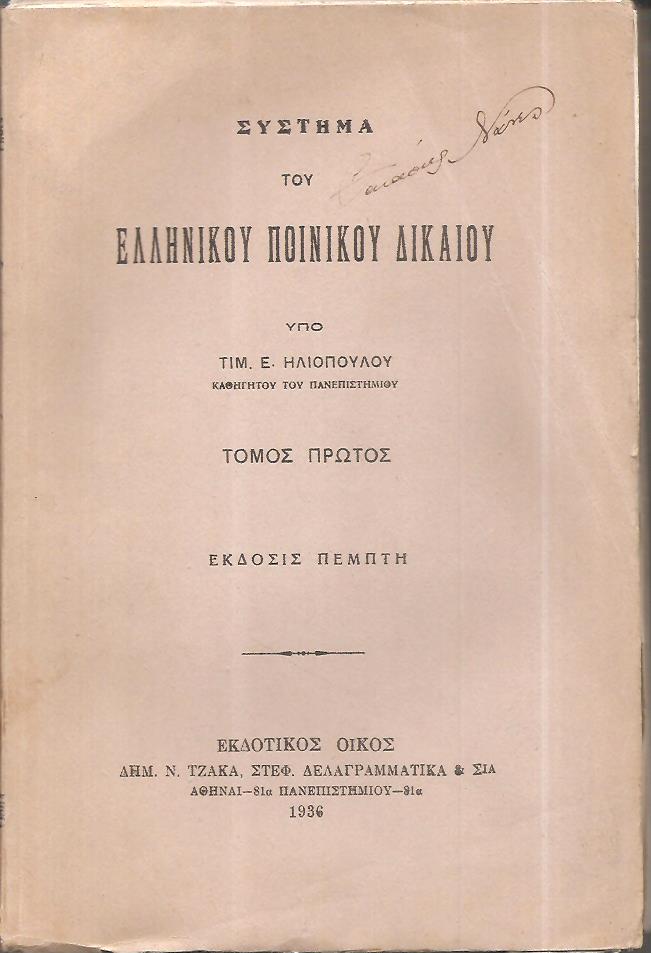 ΣΥΣΤΗΜΑ
ΤΟΥ
ΕΛΛΗΝΙΚΟΥ ΠΟΙΝΙΚΟΥ ΔΙΚΑΙΟΥ
ΥΠΟ
ΤΙΜ. Ε. ΗΛΙΟΠΟΥΛΟΥ
ΚΑΘΗΓΗΤΟΥ ΤΟΥ ΠΑΝΕΠΙΣΤΗΜΙΟΥ
ΤΟΜΟΣ ΠΡΩΤΟΣ
ΕΚΔΟΣΙΣ ΠΕΜΠΤΗ
ΕΚΔΟΤΙΚΟΣ ΟΙΚΟΣ
ΔΗΜ. Ν. ΤΖΑΚΑ, ΣΤΕΦ. ΔΕΛΑΓΡΑΜΜΑΤΙΚΑ & ΣΙΑ
ΑΘΗΝΑΙ—81α ΠΑΝΕΠΙΣΤΗΜΙΟΥ—81α
1936